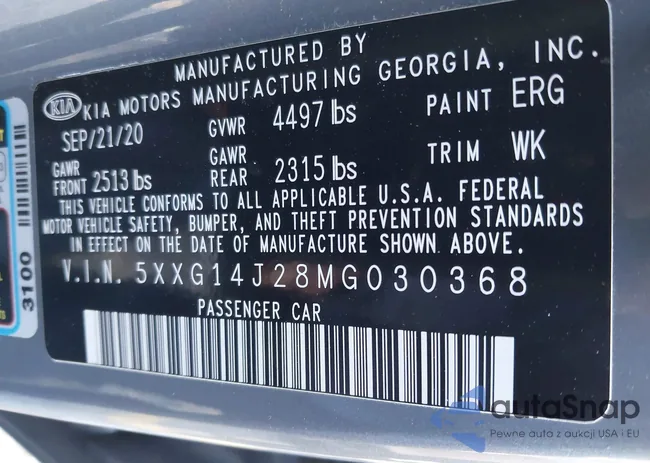 MANUFACTURED BY
KIA KIA MOTORS MANUFACTURING GEORGIA, INC.
SEP/21/20 GVWR 4497 lbs PAINT ERG
GAWR FRONT 2513 lbs GAWR REAR 2315 lbs TRIM WK
THIS VEHICLE CONFORMS TO ALL APPLICABLE U.S.A. FEDERAL
MOTOR VEHICLE SAFETY, BUMPER, AND THEFT PREVENTION STANDARDS
IN EFFECT ON THE DATE OF MANUFACTURE SHOWN ABOVE.
V.I.N. 5XXG14J28MG030368
PASSENGER CAR
3100
autaSnap
Pewne auta z aukcji USA i EU